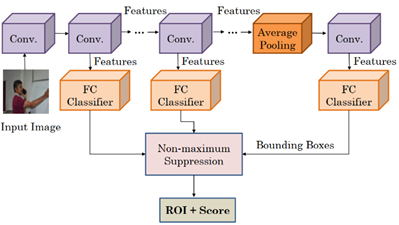 Features
Features
Conv.
Conv.
...
Conv.
...
Average
Pooling
Conv.
Features
Features
Features
FC
Classifier
FC
Classifier
FC
Classifier
Input Image
Non-maximum
Suppression
Bounding Boxes
ROI + Score